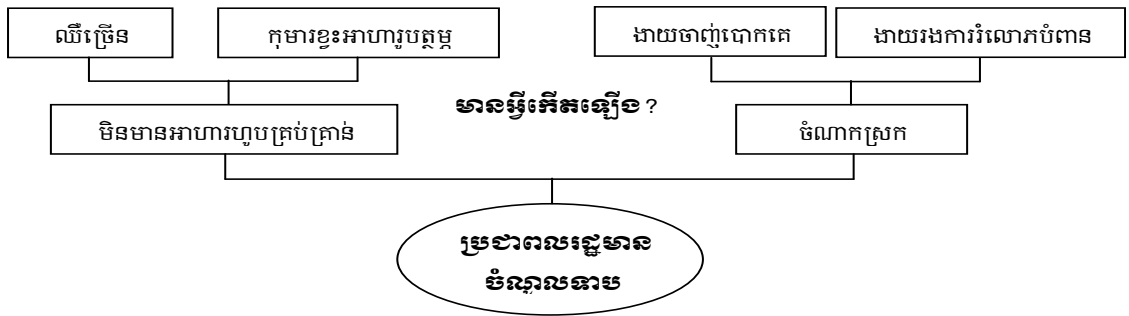 ឈឺច្រើន
កុមារខ្វះអាហារូបត្ថម្ភ
ងាយចាញ់បោកគេ
ងាយរងការរំលោភបំពាន
មានអ្វីកើតឡើង ?
មិនមានអាហារហូបគ្រប់គ្រាន់
ចំណាកស្រុក
ប្រជាពលរដ្ឋមាន
ចំណូលទាប